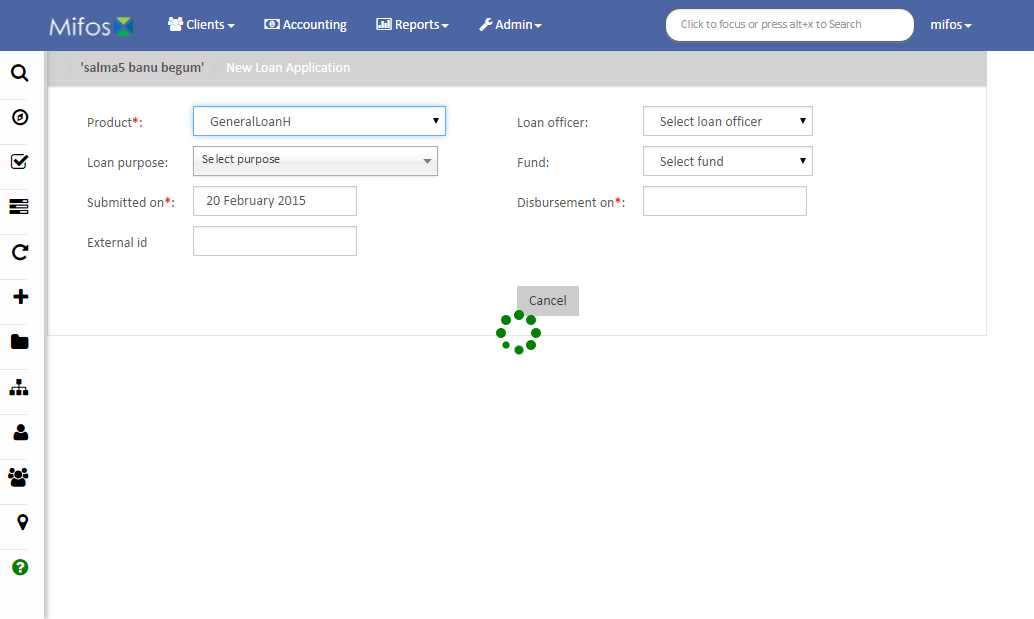 Mifos Clients Accounting Reports Admin Click to focus or press alt+x to Search mifos
/ 'salma5 banu begum' / New Loan Application
Product*: GeneralLoanH Loan officer: Select loan officer
Loan purpose: Select purpose Fund: Select fund
Submitted on*: 20 February 2015 Disbursement on*:
External id
Cancel